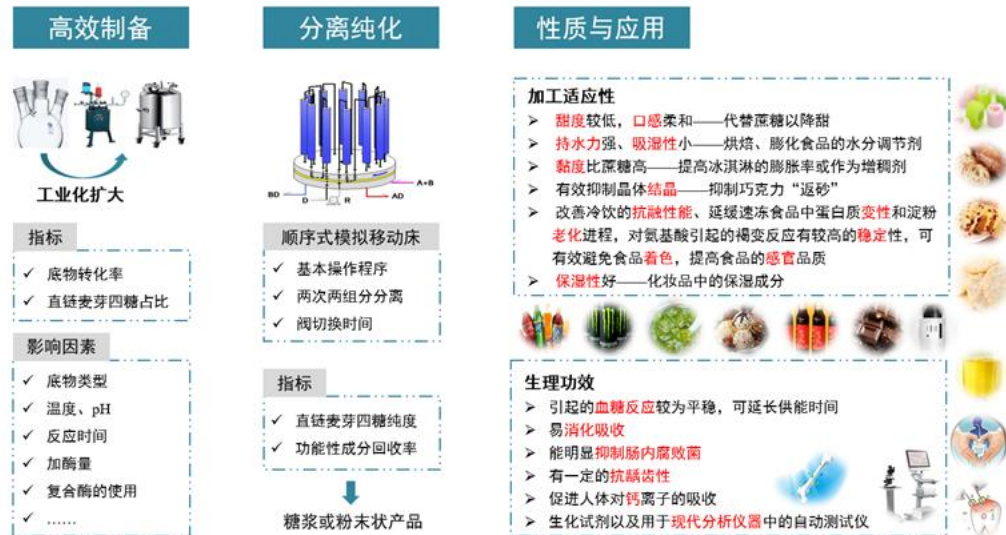 高效制备
工业化扩大
指标
✓ 底物转化率
✓ 直链麦芽四糖占比
影响因素
✓ 底物类型
✓ 温度、pH
✓ 反应时间
✓ 加酶量
✓ 复合酶的使用
✓ ……
分离纯化
A+B
BD
D
R
AD
顺序式模拟移动床
✓ 基本操作程序
✓ 两次两组分分离
✓ 阀切换时间
指标
✓ 直链麦芽四糖纯度
✓ 功能性成分回收率
糖浆或粉末状产品
性质与应用
加工适应性
➢ 甜度较低，口感柔和——代替蔗糖以降甜
➢ 持水力强、吸湿性小——烘焙、膨化食品的水分调节剂
➢ 黏度比蔗糖高——提高冰淇淋的膨胀率或作为增稠剂
➢ 有效抑制晶体结晶——抑制巧克力“返砂”
➢ 改善冷饮的抗融性能、延缓速冻食品中蛋白质变性和淀粉
老化进程，对氨基酸引起的褐变反应有较高的稳定性，可
有效避免食品着色，提高食品的感官品质
➢ 保湿性好——化妆品中的保湿成分
生理功效
➢ 引起的血糖反应较为平稳，可延长供能时间
➢ 易消化吸收
➢ 能明显抑制肠内腐败菌
➢ 有一定的抗龋齿性
➢ 促进人体对钙离子的吸收
➢ 生化试剂以及用于现代分析仪器中的自动测试仪